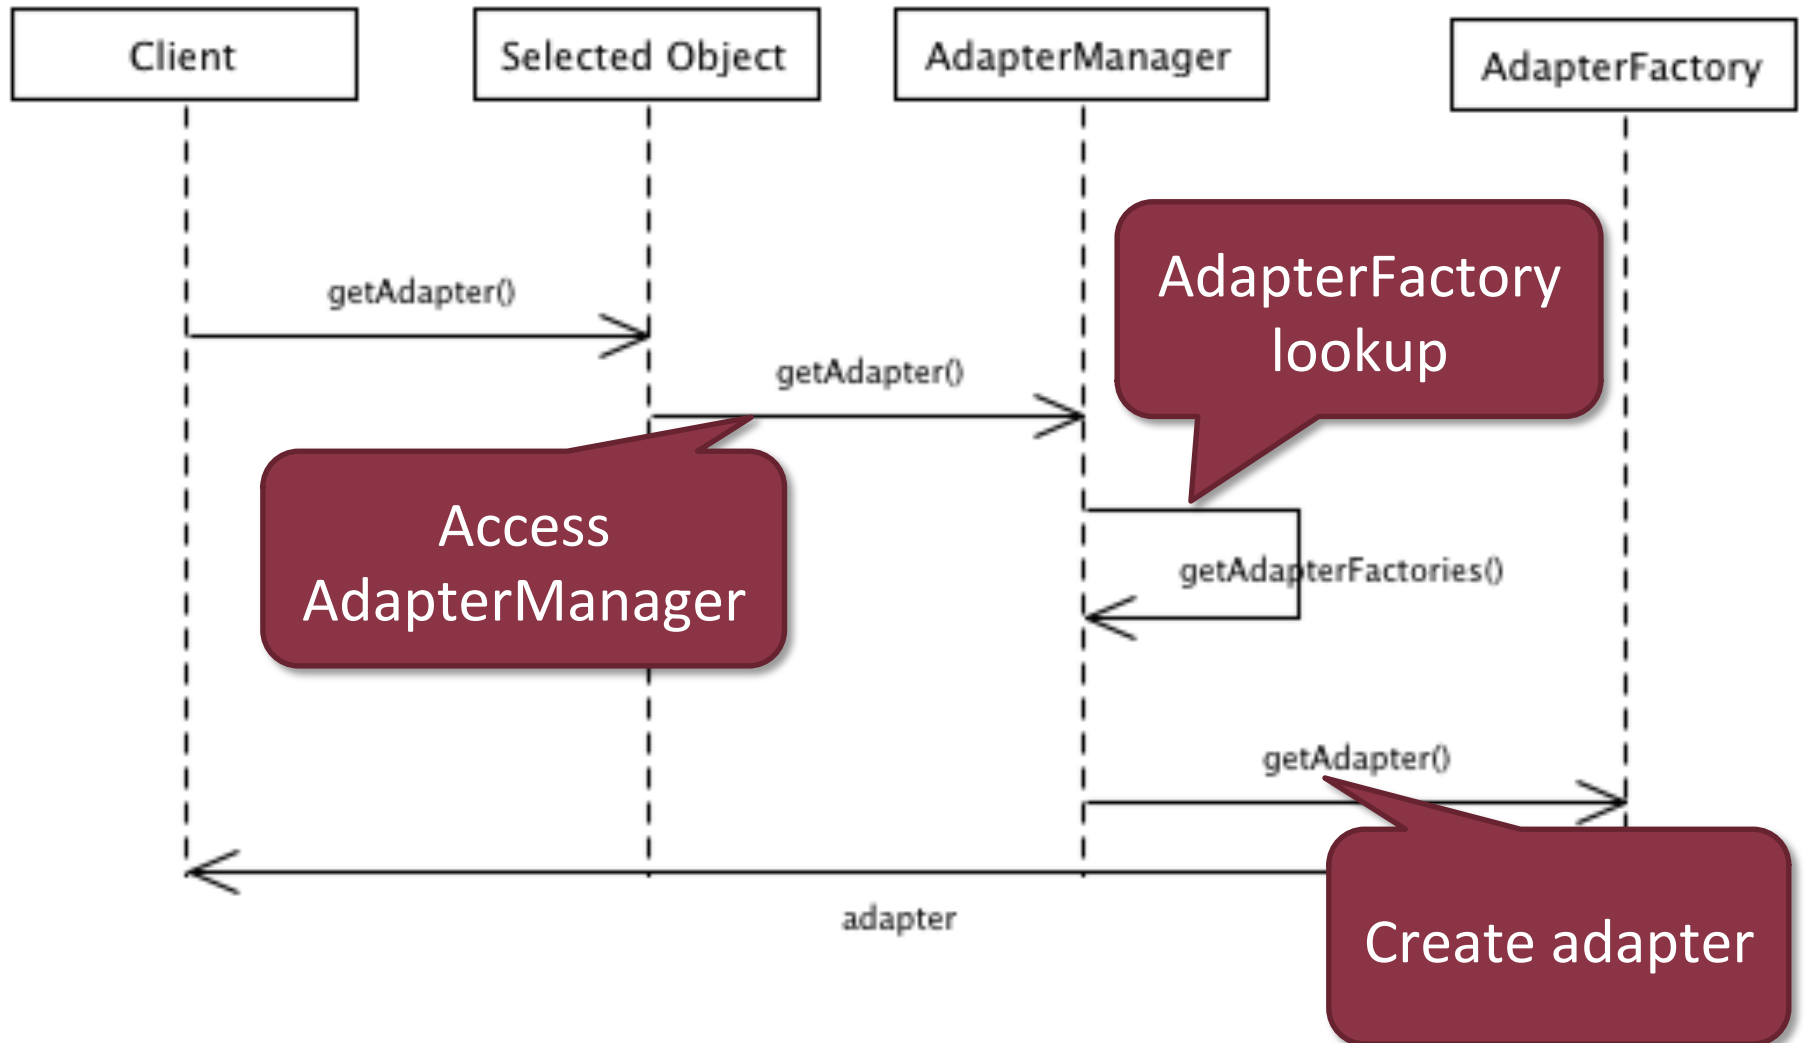 Client
Selected Object
AdapterManager
AdapterFactory
getAdapter()
getAdapter()
AdapterFactory
lookup
Access
AdapterManager
getAdapterFactories()
getAdapter()
adapter
Create adapter